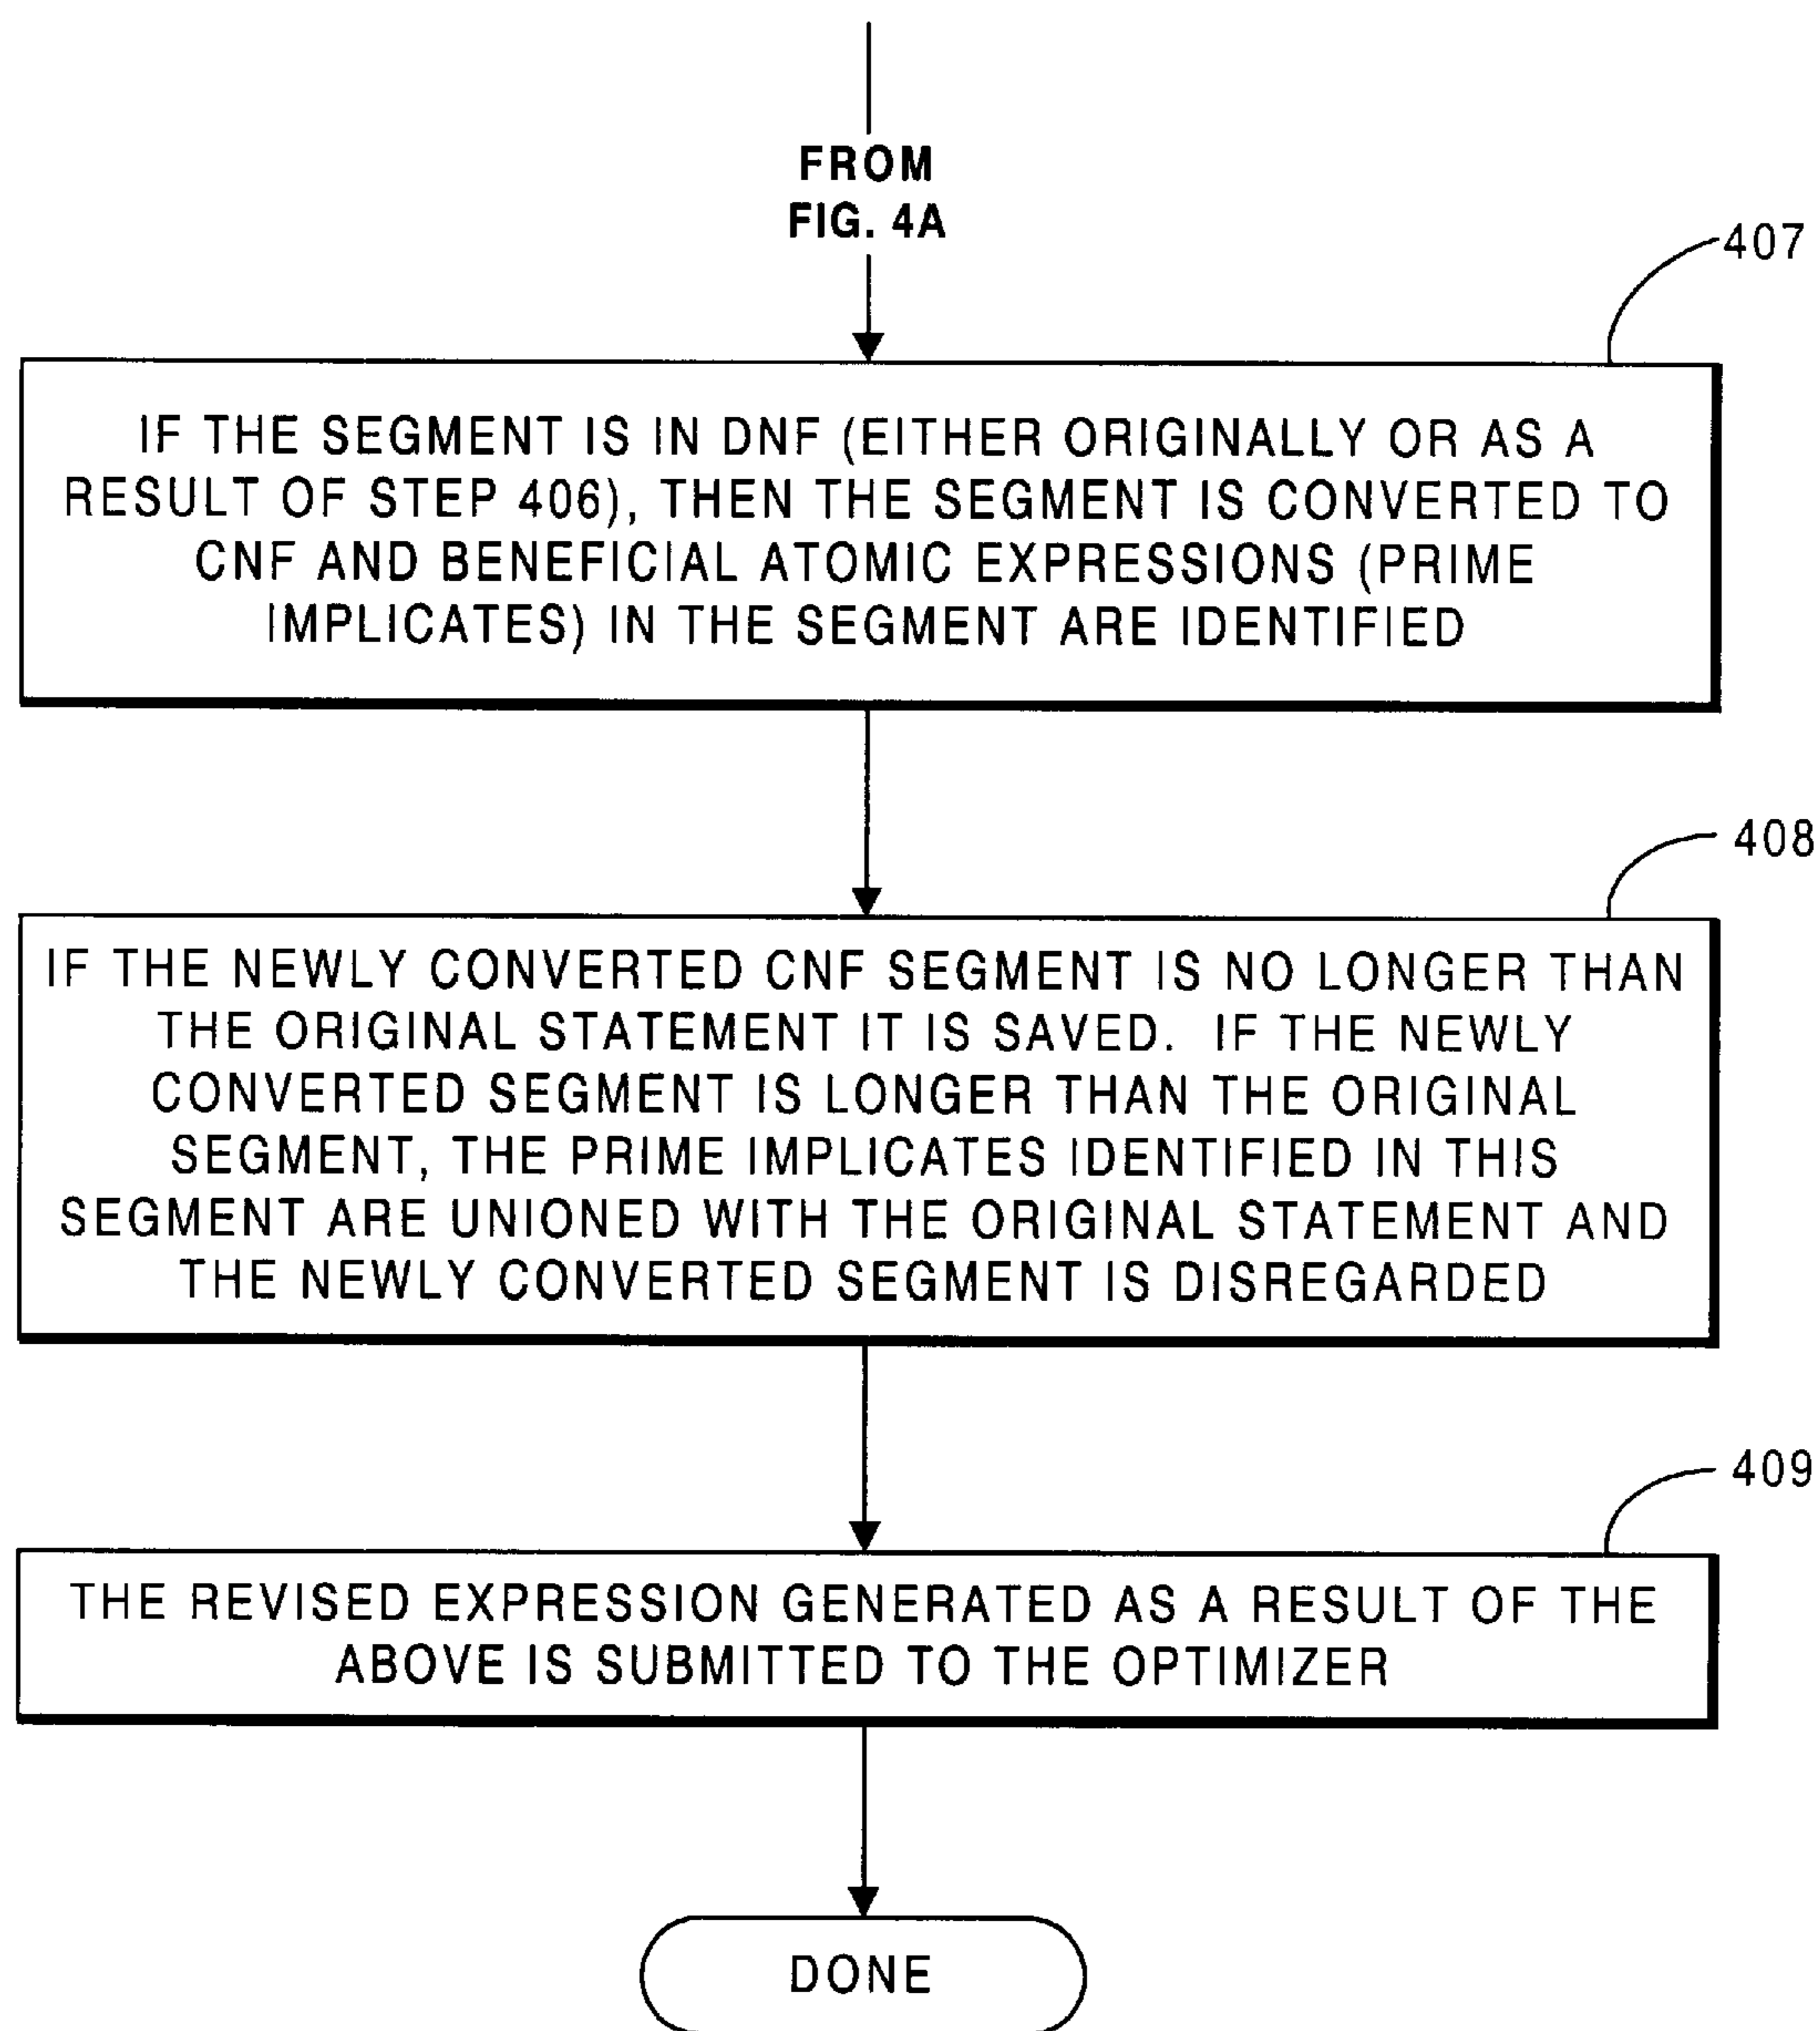 FROM
FIG. 4A
407
IF THE SEGMENT IS IN DNF (EITHER ORIGINALLY OR AS A
RESULT OF STEP 406), THEN THE SEGMENT IS CONVERTED TO
CNF AND BENEFICIAL ATOMIC EXPRESSIONS (PRIME
IMPLICATES) IN THE SEGMENT ARE IDENTIFIED
408
IF THE NEWLY CONVERTED CNF SEGMENT IS NO LONGER THAN
THE ORIGINAL STATEMENT IT IS SAVED. IF THE NEWLY
CONVERTED SEGMENT IS LONGER THAN THE ORIGINAL
SEGMENT, THE PRIME IMPLICATES IDENTIFIED IN THIS
SEGMENT ARE UNIONED WITH THE ORIGINAL STATEMENT AND
THE NEWLY CONVERTED SEGMENT IS DISREGARDED
409
THE REVISED EXPRESSION GENERATED AS A RESULT OF THE
ABOVE IS SUBMITTED TO THE OPTIMIZER
DONE